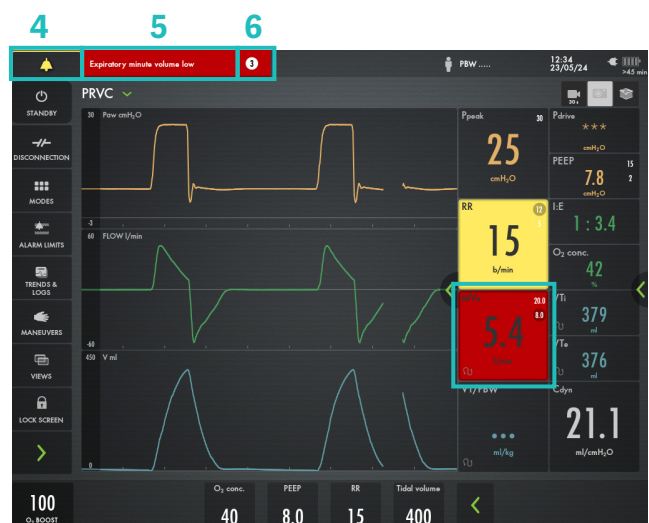 4 5 6
Expiratory minute volume low 3
PBW .....
12:34
23/05/24
>45 min
STANDBY
DISCONNECTION
MODES
ALARM LIMITS
TRENDS &
LOGS
MANEUVERS
VIEWS
LOCK SCREEN
100
O₂ BOOST
PRVC
30 s
30 Paw cmH₂O
-3
60 FLOW l/min
-60
450 V ml
0
Ppeak 30
25
cmH₂O
Pdrive
***
cmH₂O
PEEP 15
7.8 2
cmH₂O
RR 12
15 5
b/min
I:E
1 : 3.4
O₂ conc.
42
%
20.0
8.0
5.4
l/min
VTi
379
ml
VTe
376
ml
VT/PBW
...
ml/kg
Cdyn
21.1
ml/cmH₂O
O₂ conc. PEEP RR Tidal volume
40 8.0 15 400